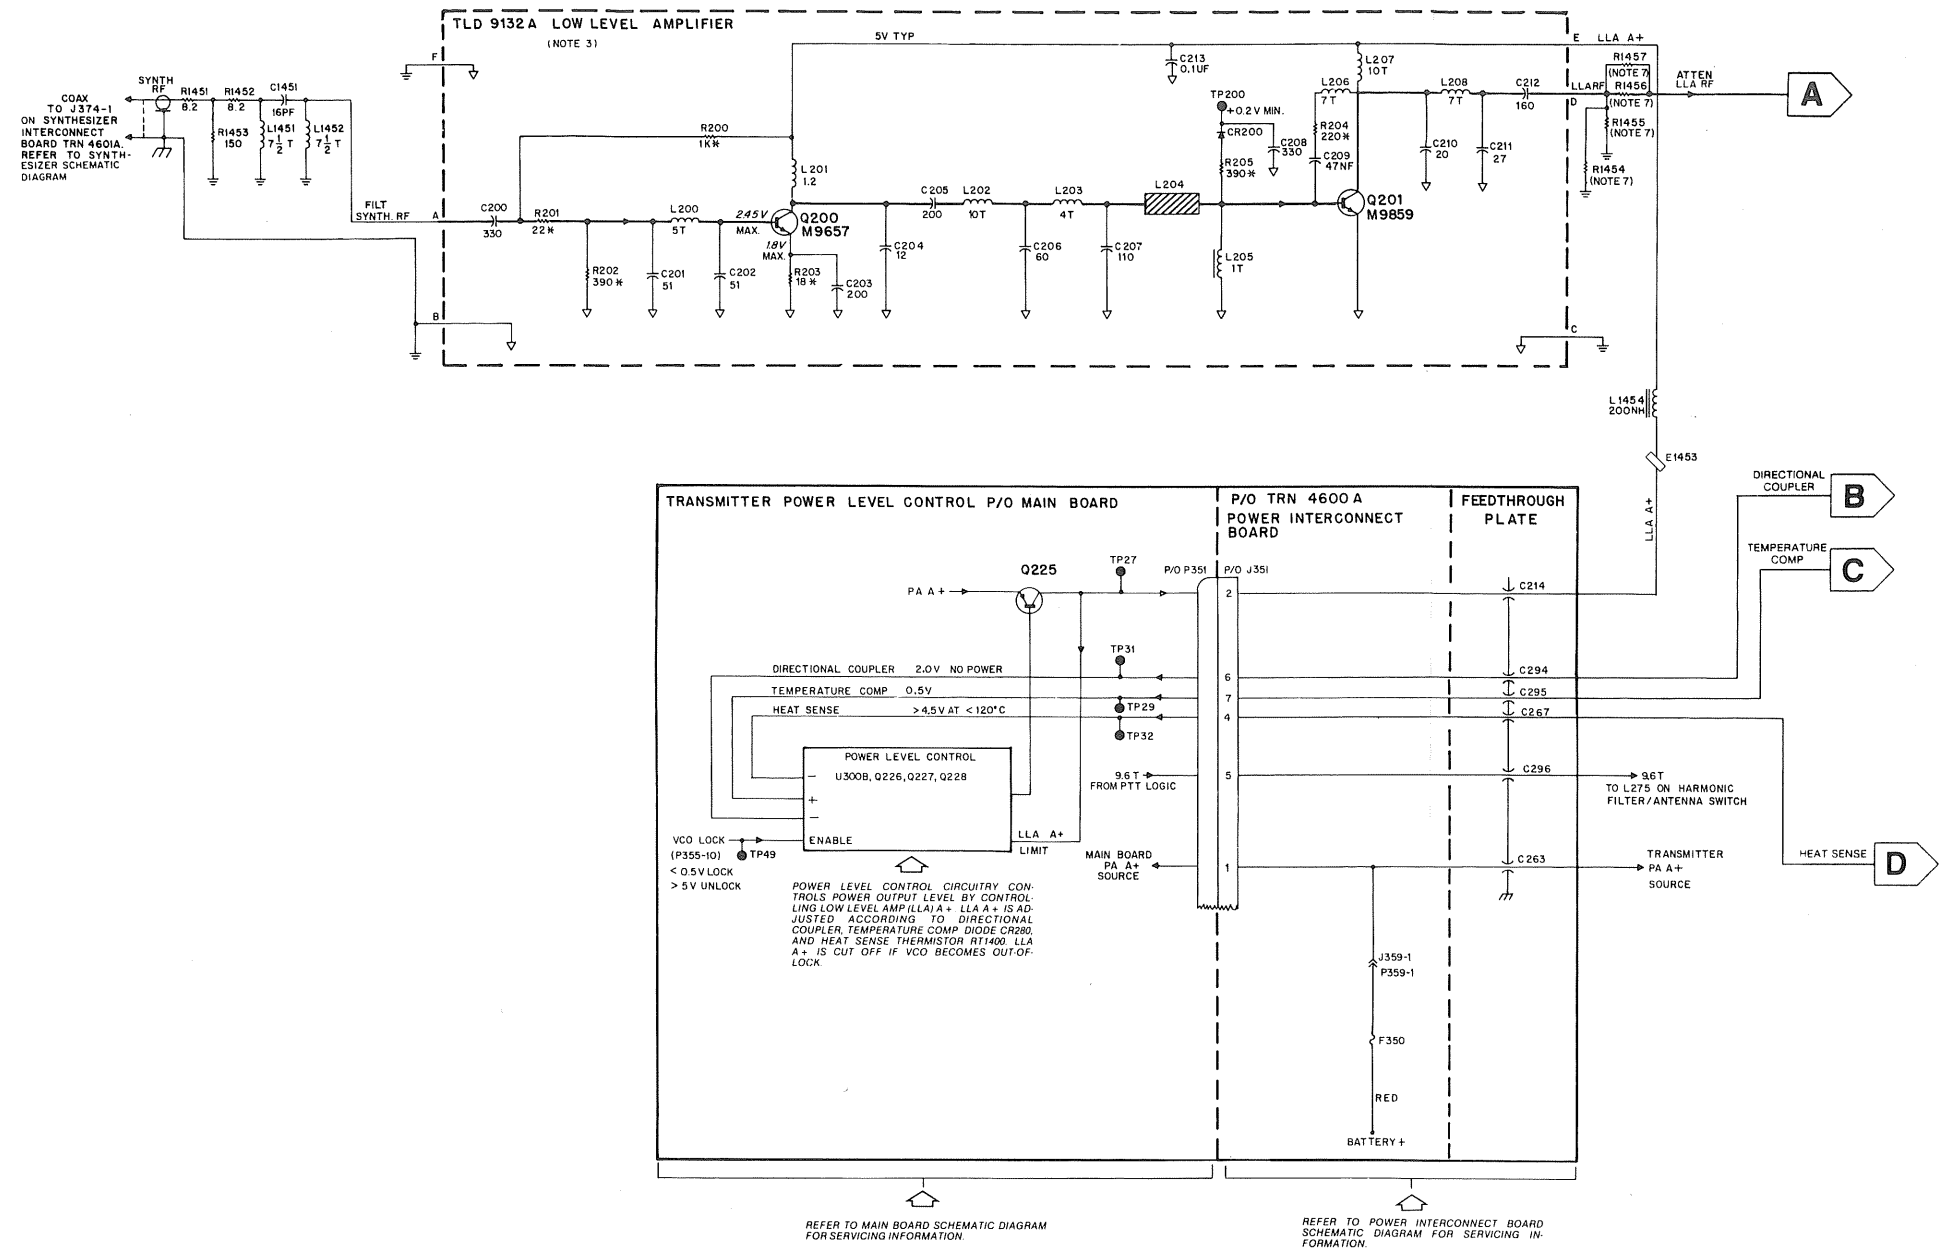 TLD 9132A LOW LEVEL AMPLIFIER
(NOTE 3)
5V TYP
E LLA A+
F
C213
0.1UF
L207
10T
R1457
(NOTE 7)
SYNTH
RF
COAX
TO J374-1
ON SYNTHESIZER
INTERCONNECT
BOARD TRN 4601A.
REFER TO SYNTH-
ESIZER SCHEMATIC
DIAGRAM
R1451
8.2
R1452
8.2
C1451
16PF
R1453
150
L1451
7 1/2 T
L1452
7 1/2 T
FILT
SYNTH. RF
A
B
C200
330
R201
22*
R200
1K*
R202
390*
C201
51
L200
5T
C202
51
2.45V
MAX.
1.8V
MAX.
L201
1.2
Q200
M9657
R203
18*
C203
200
C204
12
C205
200
L202
10T
C206
60
L203
4T
C207
110
L204
TP200
+0.2V MIN.
CR200
R205
390*
C208
330
L205
1T
L206
7T
R204
220*
C209
47NF
Q201
M9859
L208
7T
C210
20
C211
27
C212
160
LLARF
D
R1456
(NOTE 7)
R1455
(NOTE 7)
R1454
(NOTE 7)
ATTEN
LLA RF
A
C
L1454
200NH
E1453
LLA A+
DIRECTIONAL
COUPLER
B
TEMPERATURE
COMP
C
TRANSMITTER POWER LEVEL CONTROL P/O MAIN BOARD
P/O TRN 4600A
POWER INTERCONNECT
BOARD
FEEDTHROUGH
PLATE
PA A+
Q225
TP27
P/O P351
P/O J351
2
C214
TP31
DIRECTIONAL COUPLER 2.0V NO POWER
6
C294
TEMPERATURE COMP 0.5V
TP29
7
C295
HEAT SENSE >4.5V AT <120°C
TP32
4
C267
POWER LEVEL CONTROL
U300B, Q226, Q227, Q228
−
+
−
ENABLE
9.6T
FROM PTT LOGIC
5
C296
9.6T
TO L275 ON HARMONIC
FILTER/ANTENNA SWITCH
VCO LOCK
(P355-10)
< 0.5V LOCK
> 5V UNLOCK
TP49
LLA A+
LIMIT
MAIN BOARD
PA A+
SOURCE
1
C263
TRANSMITTER
PA A+
SOURCE
HEAT SENSE
D
POWER LEVEL CONTROL CIRCUITRY CON-
TROLS POWER OUTPUT LEVEL BY CONTROL-
LING LOW LEVEL AMP (LLA) A+ LLA A+ IS AD-
JUSTED ACCORDING TO DIRECTIONAL
COUPLER, TEMPERATURE COMP DIODE CR280,
AND HEAT SENSE THERMISTOR RT1400. LLA
A+ IS CUT OFF IF VCO BECOMES OUT-OF-
LOCK.
J359-1
P359-1
F350
RED
BATTERY+
REFER TO MAIN BOARD SCHEMATIC DIAGRAM
FOR SERVICING INFORMATION.
REFER TO POWER INTERCONNECT BOARD
SCHEMATIC DIAGRAM FOR SERVICING IN-
FORMATION.